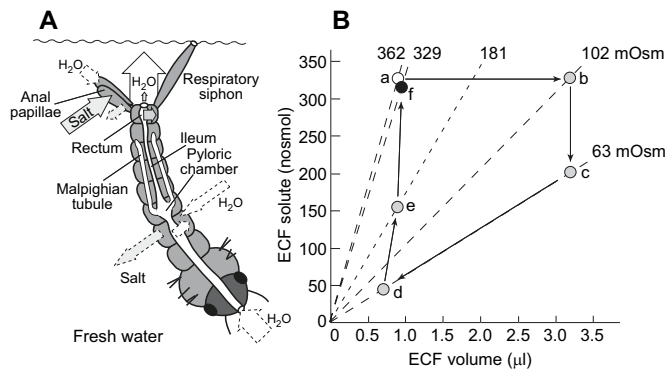 A
H₂O
H₂O
Respiratory
siphon
Anal
papillae
Salt
Rectum
Ileum
Pyloric
chamber
Malpighian
tubule
H₂O
Salt
H₂O
Fresh water
B
362 329 181 102 mOsm
350
a
b
f
300
63 mOsm
250
c
200
e
150
100
50
d
0
ECF solute (nosmol)
0.5 1.0 1.5 2.0 2.5 3.0 3.5
ECF volume (μl)